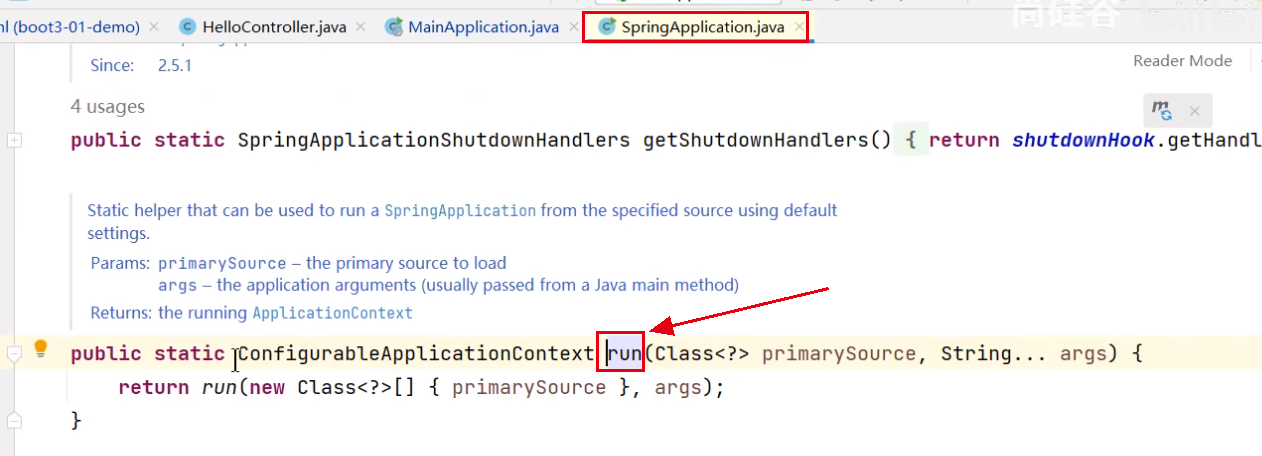 ml (boot3-01-demo) HelloController.java MainApplication.java SpringApplication.java
尚硅谷
Since: 2.5.1
Reader Mode
4 usages
public static SpringApplicationShutdownHandlers getShutdownHandlers() { return shutdownHook.getHandl
Static helper that can be used to run a SpringApplication from the specified source using default
settings.
Params: primarySource – the primary source to load
args – the application arguments (usually passed from a Java main method)
Returns: the running ApplicationContext
public static ConfigurableApplicationContext run(Class<?> primarySource, String... args) {
return run(new Class<?>[] { primarySource }, args);
}